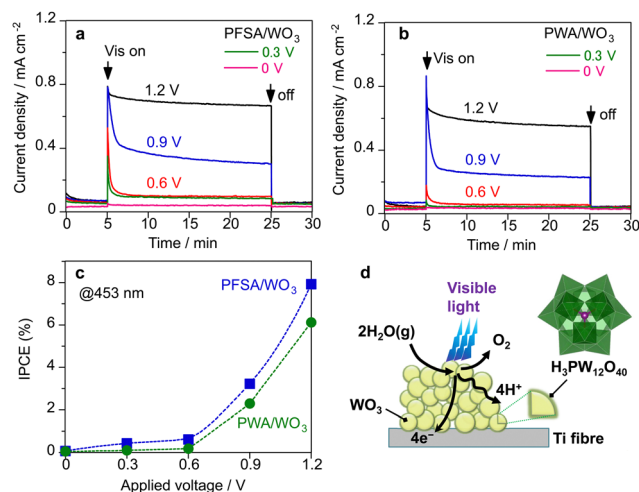 a
PFSA/WO₃
Vis on
0.3 V
0 V
1.2 V
off
0.9 V
0.6 V
Current density / mA cm⁻²
1.2
0.8
0.4
0
0 5 10 15 20 25 30
Time / min
b
PWA/WO₃
Vis on
0.3 V
0 V
1.2 V
off
0.9 V
0.6 V
Current density / mA cm⁻²
1.2
0.8
0.4
0
0 5 10 15 20 25 30
Time / min
c
@453 nm
PFSA/WO₃
PWA/WO₃
IPCE (%)
8
6
4
2
0
0 0.3 0.6 0.9 1.2
Applied voltage / V
d
Visible
light
2H₂O(g)
O₂
H₃PW₁₂O₄₀
4H⁺
WO₃
4e⁻
Ti fibre